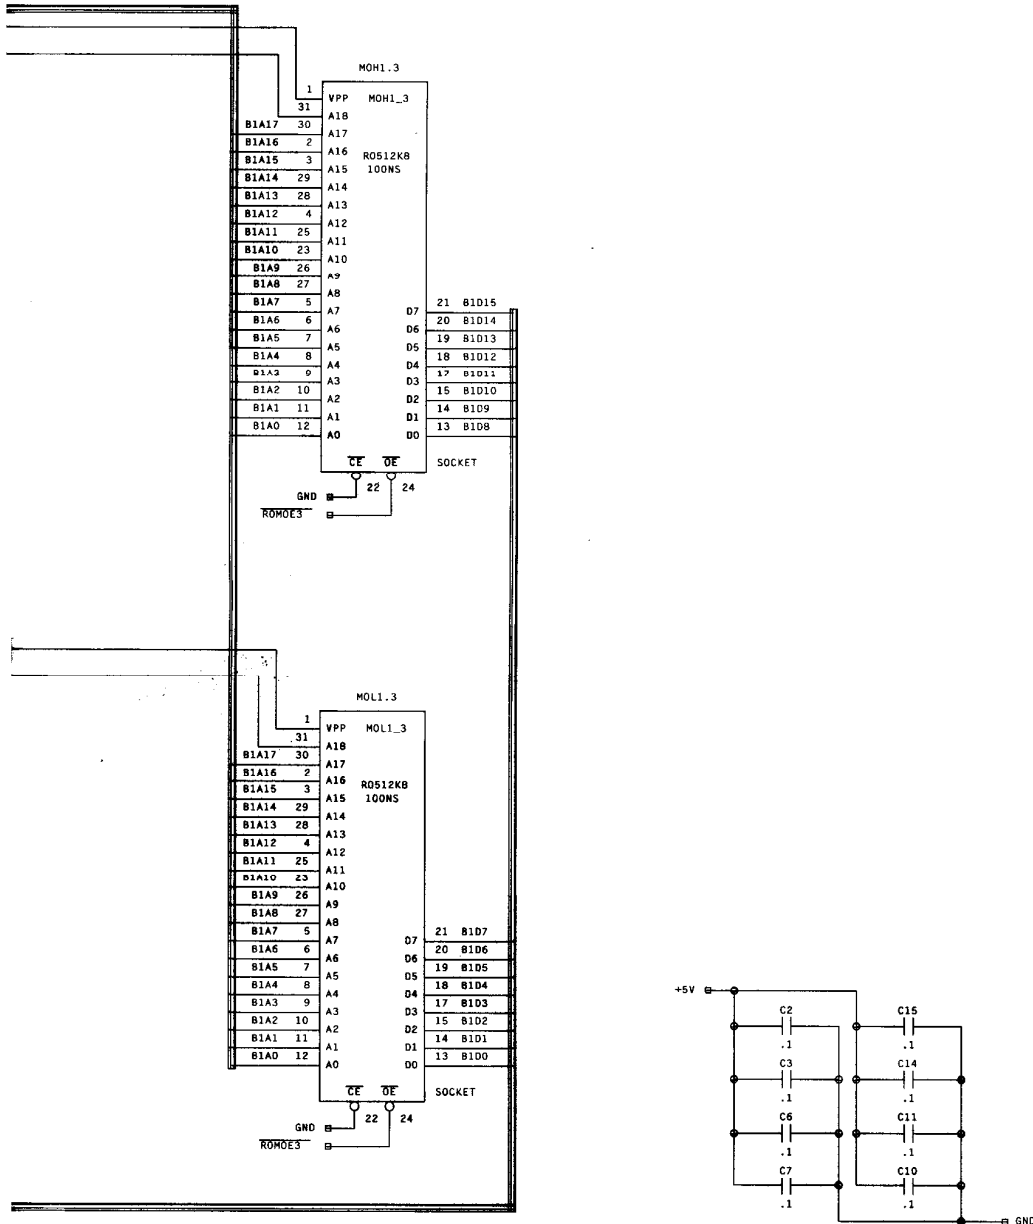 MOH1.3
1 VPP MOH1_3
31 A18
B1A17 30 A17
B1A16 2 A16
R0512K8
B1A15 3 A15
100NS
B1A14 29 A14
B1A13 28 A13
B1A12 4 A12
B1A11 25 A11
B1A10 23 A10
B1A9 26 A9
B1A8 27 A8
B1A7 5 A7 D7 21 B1D15
B1A6 6 A6 D6 20 B1D14
B1A5 7 A5 D5 19 B1D13
B1A4 8 A4 D4 18 B1D12
B1A3 9 A3 D3 17 B1D11
B1A2 10 A2 D2 15 B1D10
B1A1 11 A1 D1 14 B1D9
B1A0 12 A0 D0 13 B1D8
CE OE SOCKET
GND 22 24
ROMOE3
MOL1.3
1 VPP MOL1_3
31 A18
B1A17 30 A17
B1A16 2 A16
R0512K8
B1A15 3 A15
100NS
B1A14 29 A14
B1A13 28 A13
B1A12 4 A12
B1A11 25 A11
B1A10 23 A10
B1A9 26 A9
B1A8 27 A8
B1A7 5 A7 D7 21 B1D7
B1A6 6 A6 D6 20 B1D6
B1A5 7 A5 D5 19 B1D5
B1A4 8 A4 D4 18 B1D4
B1A3 9 A3 D3 17 B1D3
B1A2 10 A2 D2 15 B1D2
B1A1 11 A1 D1 14 B1D1
B1A0 12 A0 D0 13 B1D0
CE OE SOCKET
GND 22 24
ROMOE3
+5V
C2 C15
.1 .1
C3 C14
.1 .1
C6 C11
.1 .1
C7 C10
.1 .1
GND